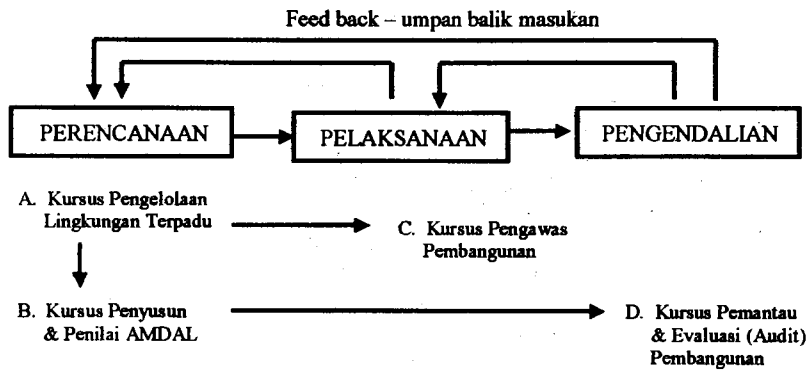 Feed back – umpan balik masukan
PERENCANAAN
PELAKSANAAN
PENGENDALIAN
A. Kursus Pengelolaan
Lingkungan Terpadu
C. Kursus Pengawas
Pembangunan
B. Kursus Penyusun
& Penilai AMDAL
D. Kursus Pemantau
& Evaluasi (Audit)
Pembangunan